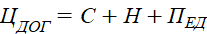 Ц_ДОГ = С + Н + П_ЕД